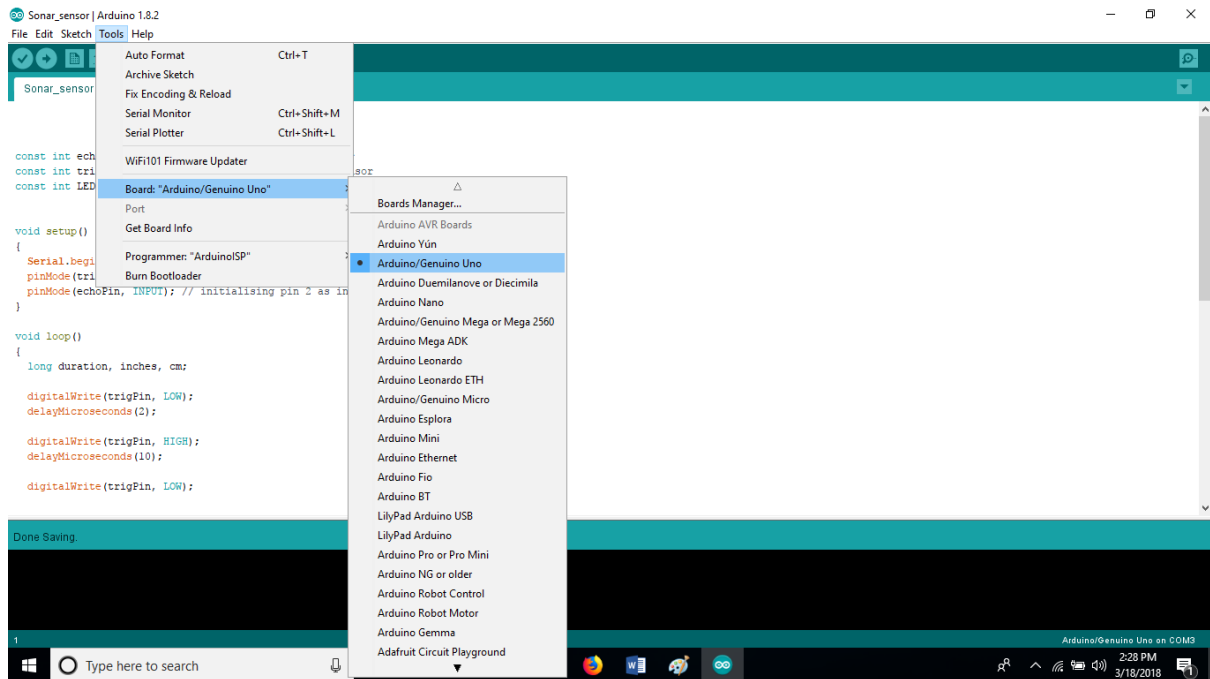 Sonar_sensor | Arduino 1.8.2
File Edit Sketch Tools Help
Sonar_sensor
Auto Format Ctrl+T
Archive Sketch
Fix Encoding & Reload
Serial Monitor Ctrl+Shift+M
Serial Plotter Ctrl+Shift+L
WiFi101 Firmware Updater
Board: "Arduino/Genuino Uno"
Port
Get Board Info
Programmer: "ArduinoISP"
Burn Bootloader
Boards Manager...
Arduino AVR Boards
Arduino Yún
Arduino/Genuino Uno
Arduino Duemilanove or Diecimila
Arduino Nano
Arduino/Genuino Mega or Mega 2560
Arduino Mega ADK
Arduino Leonardo
Arduino Leonardo ETH
Arduino/Genuino Micro
Arduino Esplora
Arduino Mini
Arduino Ethernet
Arduino Fio
Arduino BT
LilyPad Arduino USB
LilyPad Arduino
Arduino Pro or Pro Mini
Arduino NG or older
Arduino Robot Control
Arduino Robot Motor
Arduino Gemma
Adafruit Circuit Playground
const int ech
const int tri sor
const int LED
void setup()
{
Serial.begi
pinMode(tri
pinMode(echoPin, INPUT); // initialising pin 2 as in
}
void loop()
{
long duration, inches, cm;
digitalWrite(trigPin, LOW);
delayMicroseconds(2);
digitalWrite(trigPin, HIGH);
delayMicroseconds(10);
digitalWrite(trigPin, LOW);
Done Saving.
1 Arduino/Genuino Uno on COM3
Type here to search
2:28 PM
3/18/2018